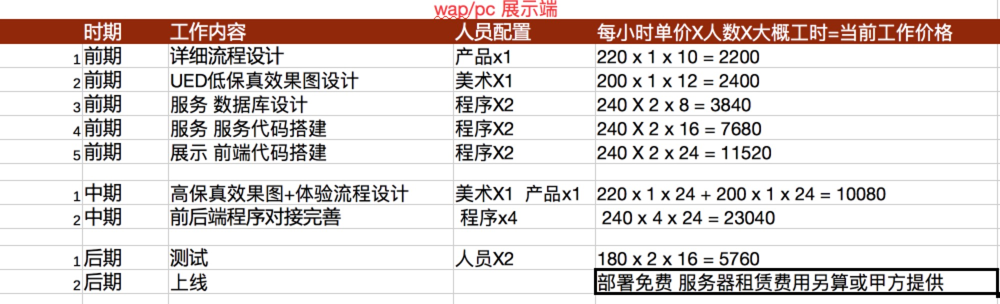 wap/pc 展示端
时期 工作内容 人员配置 每小时单价X人数X大概工时=当前工作价格
1 前期 详细流程设计 产品x1 220 x 1 x 10 = 2200
2 前期 UED低保真效果图设计 美术X1 200 x 1 x 12 = 2400
3 前期 服务 数据库设计 程序X2 240 X 2 x 8 = 3840
4 前期 服务 服务代码搭建 程序X2 240 X 2 x 16 = 7680
5 前期 展示 前端代码搭建 程序X2 240 X 2 x 24 = 11520
1 中期 高保真效果图+体验流程设计 美术X1 产品x1 220 x 1 x 24 + 200 x 1 x 24 = 10080
2 中期 前后端程序对接完善 程序x4 240 x 4 x 24 = 23040
1 后期 测试 人员X2 180 x 2 x 16 = 5760
2 后期 上线 部署免费 服务器租赁费用另算或甲方提供